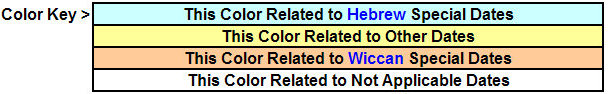 Color Key > This Color Related to Hebrew Special Dates
This Color Related to Other Dates
This Color Related to Wiccan Special Dates
This Color Related to Not Applicable Dates